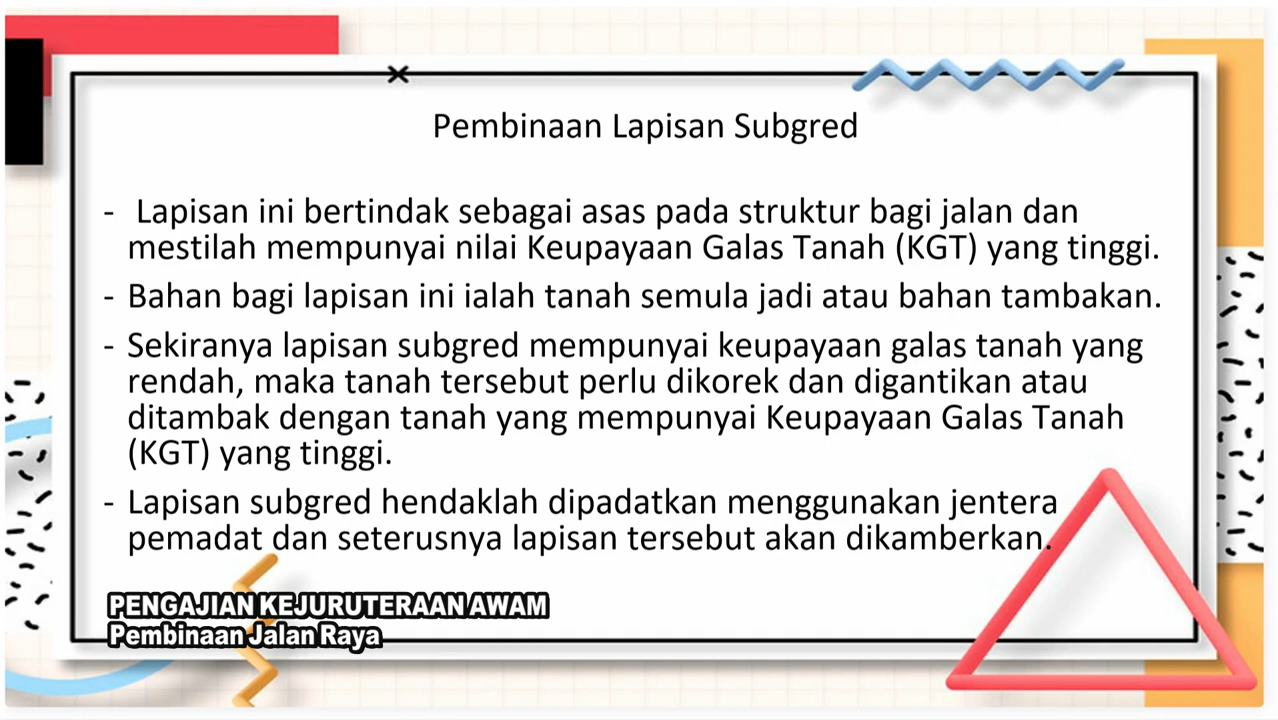 Pembinaan Lapisan Subgred
- Lapisan ini bertindak sebagai asas pada struktur bagi jalan dan
mestilah mempunyai nilai Keupayaan Galas Tanah (KGT) yang tinggi.
- Bahan bagi lapisan ini ialah tanah semula jadi atau bahan tambakan.
- Sekiranya lapisan subgred mempunyai keupayaan galas tanah yang
rendah, maka tanah tersebut perlu dikorek dan digantikan atau
ditambak dengan tanah yang mempunyai Keupayaan Galas Tanah
(KGT) yang tinggi.
- Lapisan subgred hendaklah dipadatkan menggunakan jentera
pemadat dan seterusnya lapisan tersebut akan dikamberkan.
PENGAJIAN KEJURUTERAAN AWAM
Pembinaan Jalan Raya